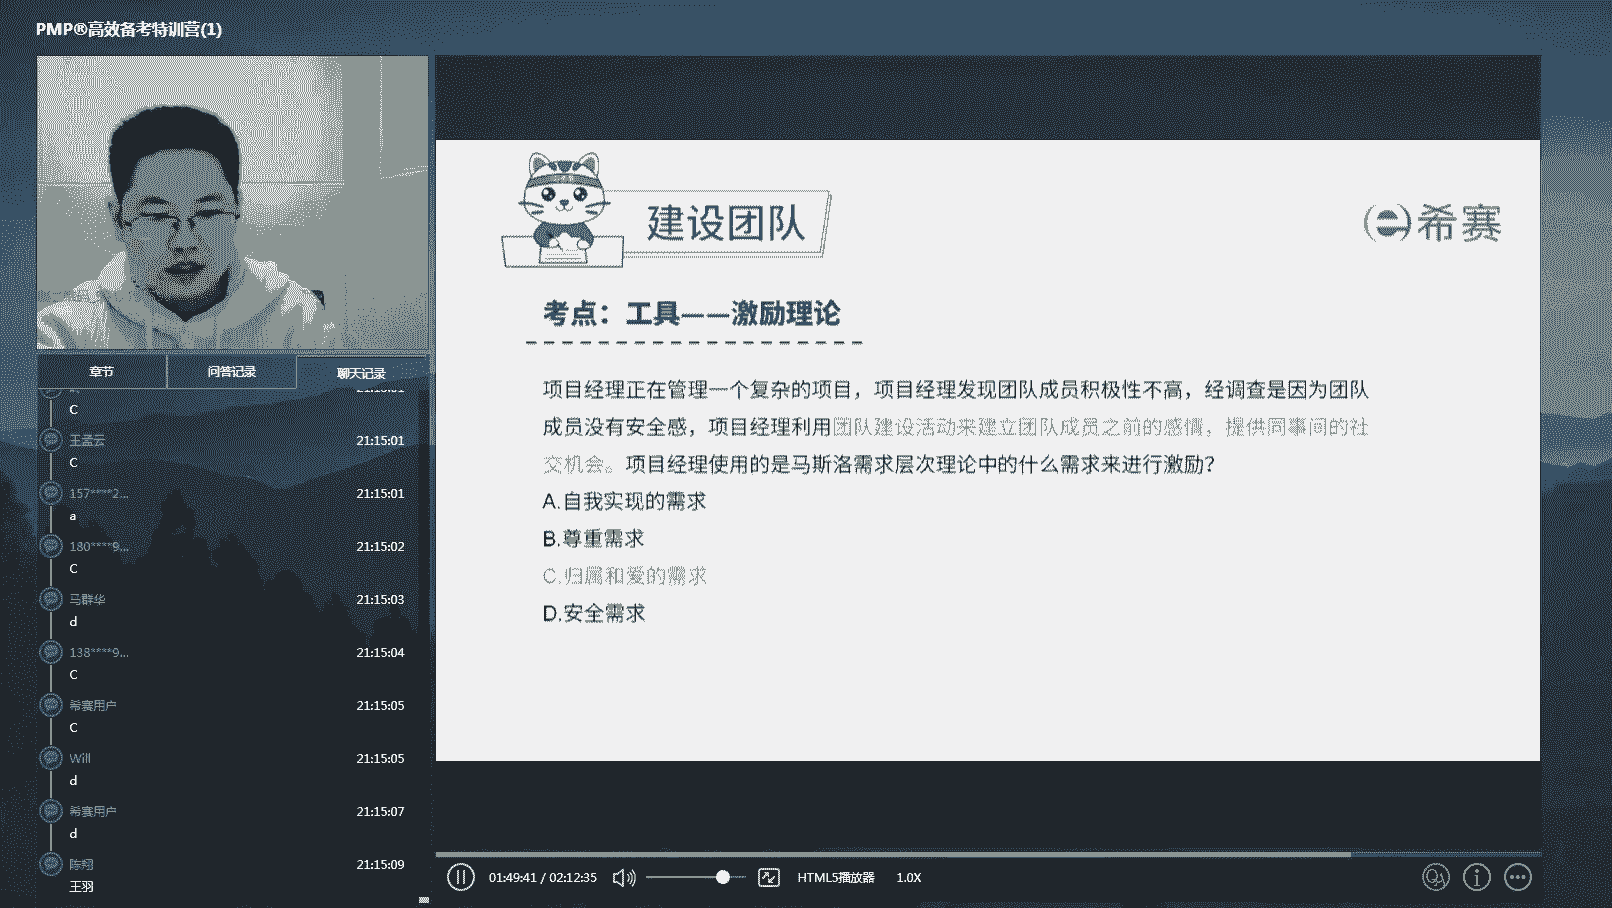 PMP®高效备考特训营(1)
章节
问答记录
聊天记录
C
王孟云
21:15:01
C
157****2...
21:15:01
a
180****9...
21:15:02
C
马群华
21:15:03
d
138****9...
21:15:04
C
希赛用户
21:15:05
C
Will
21:15:05
d
希赛用户
21:15:07
d
陈翔
21:15:09
王羽
建设团队
希赛
考点：工具——激励理论
项目经理正在管理一个复杂的项目，项目经理发现团队成员积极性不高，经调查是因为团队
成员没有安全感，项目经理利用团队建设活动来建立团队成员之前的感情，提供同事间的社
交机会。项目经理使用的是马斯洛需求层次理论中的什么需求来进行激励？
A.自我实现的需求
B.尊重需求
C.归属和爱的需求
D.安全需求
01:49:41 / 02:12:35
HTML5播放器
1.0X